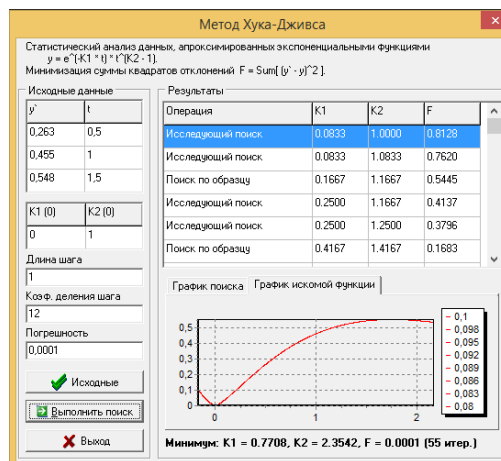 Метод Хука-Дживса
Статистический анализ данных, апроксимированных экспоненциальными функциями
y = e^(-K1 * t) * t^(K2 - 1).
Минимизация суммы квадратов отклонений F = Sum[ (y` - y)^2 ].
Исходные данные
y` t
0,263 0,5
0,455 1
0,548 1,5
K1 (0) K2 (0)
0 1
Длина шага
1
Коэф. деления шага
12
Погрешность
0,0001
Исходные
Выполнить поиск
Выход
Результаты
Операция K1 K2 F
Исследующий поиск 0.0833 1.0000 0.8128
Исследующий поиск 0.0833 1.0833 0.7620
Поиск по образцу 0.1667 1.1667 0.5445
Исследующий поиск 0.2500 1.1667 0.4137
Исследующий поиск 0.2500 1.2500 0.3796
Поиск по образцу 0.4167 1.4167 0.1683
График поиска График искомой функции
0,5
0,4
0,3
0,2
0,1
0
0 1 2
0,1
0,098
0,095
0,092
0,089
0,086
0,083
0,08
Минимум: K1 = 0.7708, K2 = 2.3542, F = 0.0001 (55 итер.)